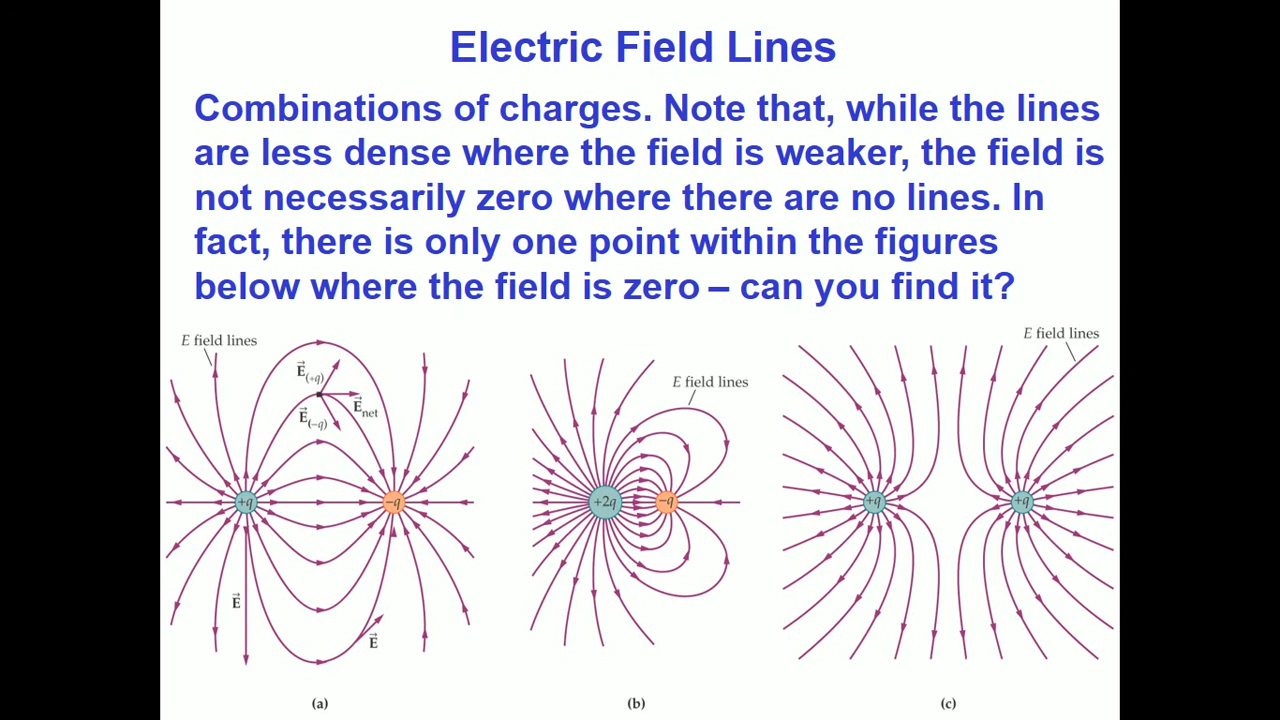 Electric Field Lines
Combinations of charges. Note that, while the lines
are less dense where the field is weaker, the field is
not necessarily zero where there are no lines. In
fact, there is only one point within the figures
below where the field is zero – can you find it?
E field lines
E⃗(+q)
E⃗net
E⃗(−q)
+q
−q
E⃗
E⃗
(a)
E field lines
+2q
−q
(b)
E field lines
+q
+q
(c)